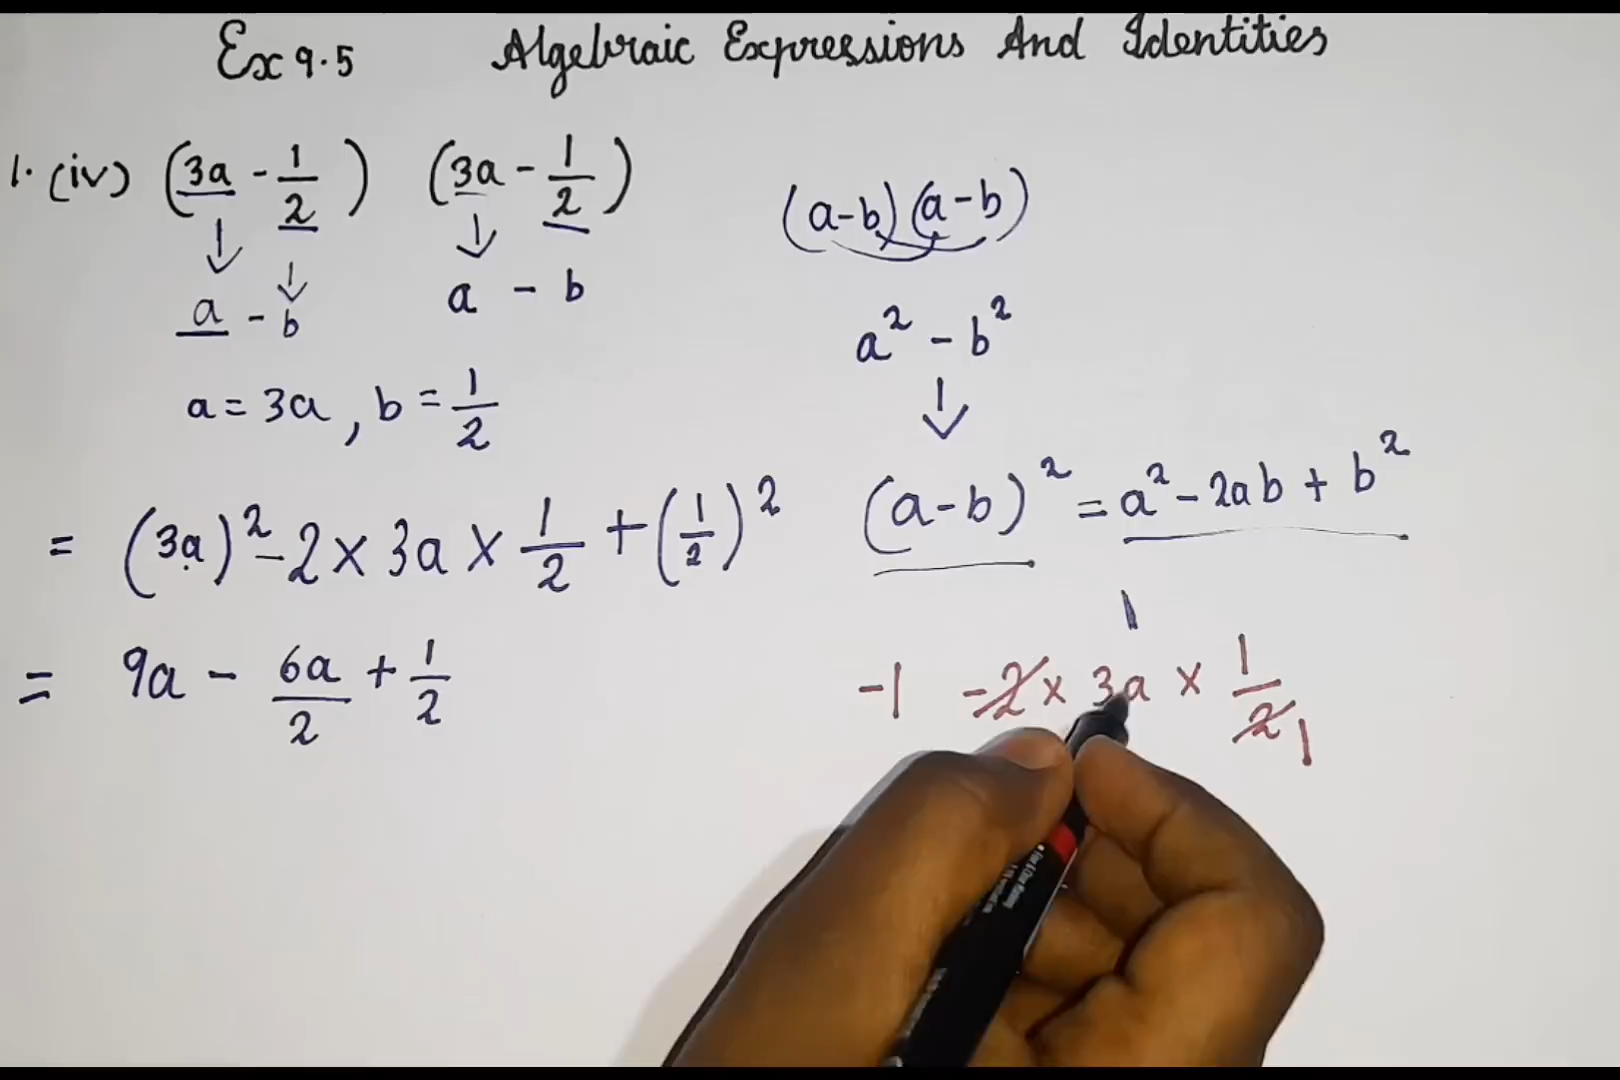 Ex 9.5 Algebraic Expressions And Identities
1. (iv) (3a - 1/2) (3a - 1/2)
(a-b)(a-b)
a - b a - b
a² - b²
a = 3a, b = 1/2
(a-b)² = a² - 2ab + b²
= (3a)² - 2 × 3a × 1/2 + (1/2)²
1
= 9a - 6a/2 + 1/2
-1 -2 × 3a × 1/2 1